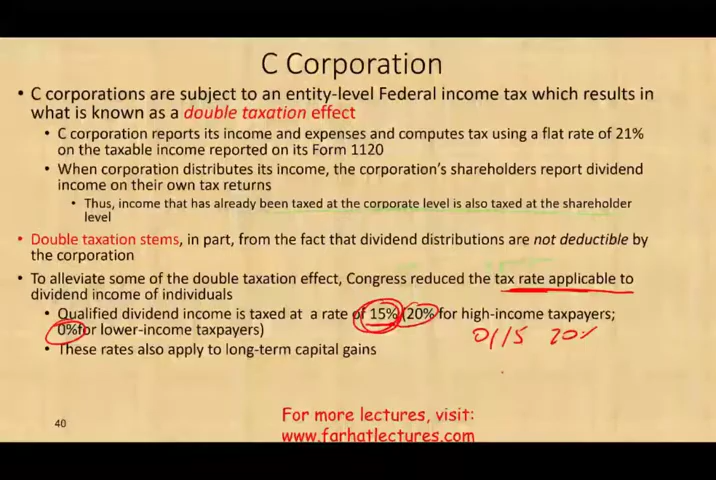 C Corporation
• C corporations are subject to an entity-level Federal income tax which results in
what is known as a double taxation effect
• C corporation reports its income and expenses and computes tax using a flat rate of 21%
on the taxable income reported on its Form 1120
• When corporation distributes its income, the corporation's shareholders report dividend
income on their own tax returns
• Thus, income that has already been taxed at the corporate level is also taxed at the shareholder
level
• Double taxation stems, in part, from the fact that dividend distributions are not deductible by
the corporation
• To alleviate some of the double taxation effect, Congress reduced the tax rate applicable to
dividend income of individuals
• Qualified dividend income is taxed at a rate of 15% (20% for high-income taxpayers;
0% for lower-income taxpayers)
0/15 20%
• These rates also apply to long-term capital gains
40
For more lectures, visit:
www.farhatlectures.com